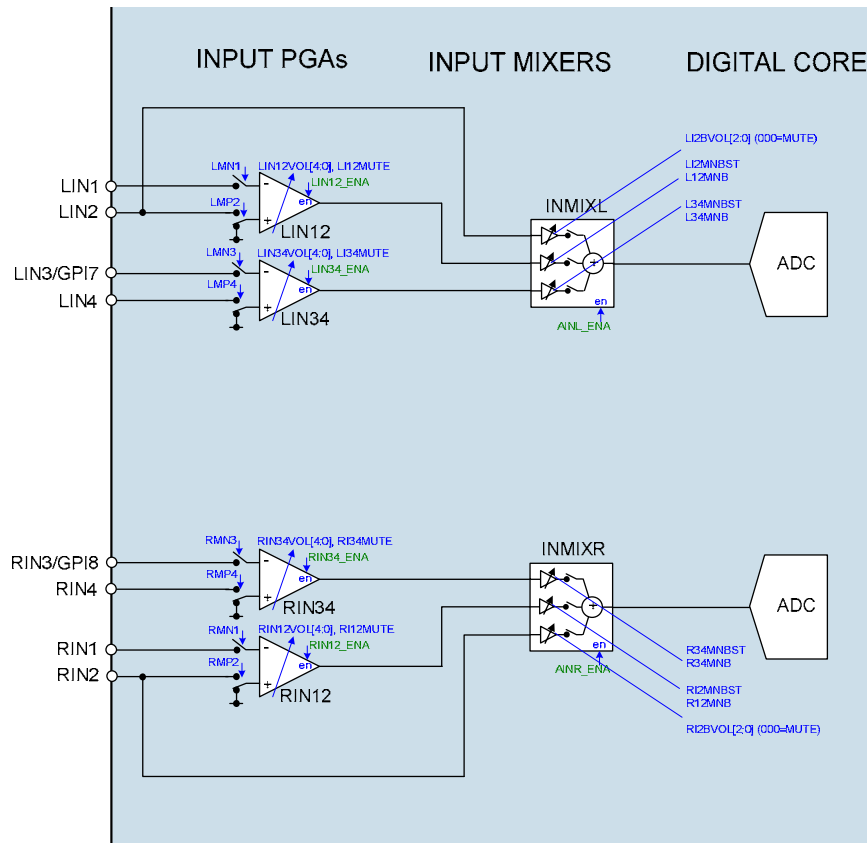 INPUT PGAs INPUT MIXERS DIGITAL CORE
LI2BVOL[2:0] (000=MUTE)
LMN1 LIN12VOL[4:0], LI12MUTE
LI2MNBST
LIN1 - en LIN12_ENA
L12MNB
LIN2 LMP2 + INMIXL
L34MNBST
LIN12
L34MNB
LMN3 LIN34VOL[4:0], LI34MUTE
LIN3/GPI7 - en LIN34_ENA + ADC
LMP4
LIN4 + en
LIN34
AINL_ENA
RMN3 RIN34VOL[4:0], RI34MUTE
INMIXR
RIN3/GPI8 - en RIN34_ENA
RMP4
RIN4 +
RIN34 + ADC
RMN1 RIN12VOL[4:0], RI12MUTE
RIN1 - en RIN12_ENA en
R34MNBST
RMP2 R34MNB
RIN2 + AINR_ENA
RIN12
RI2MNBST
R12MNB
RI2BVOL[2:0] (000=MUTE)